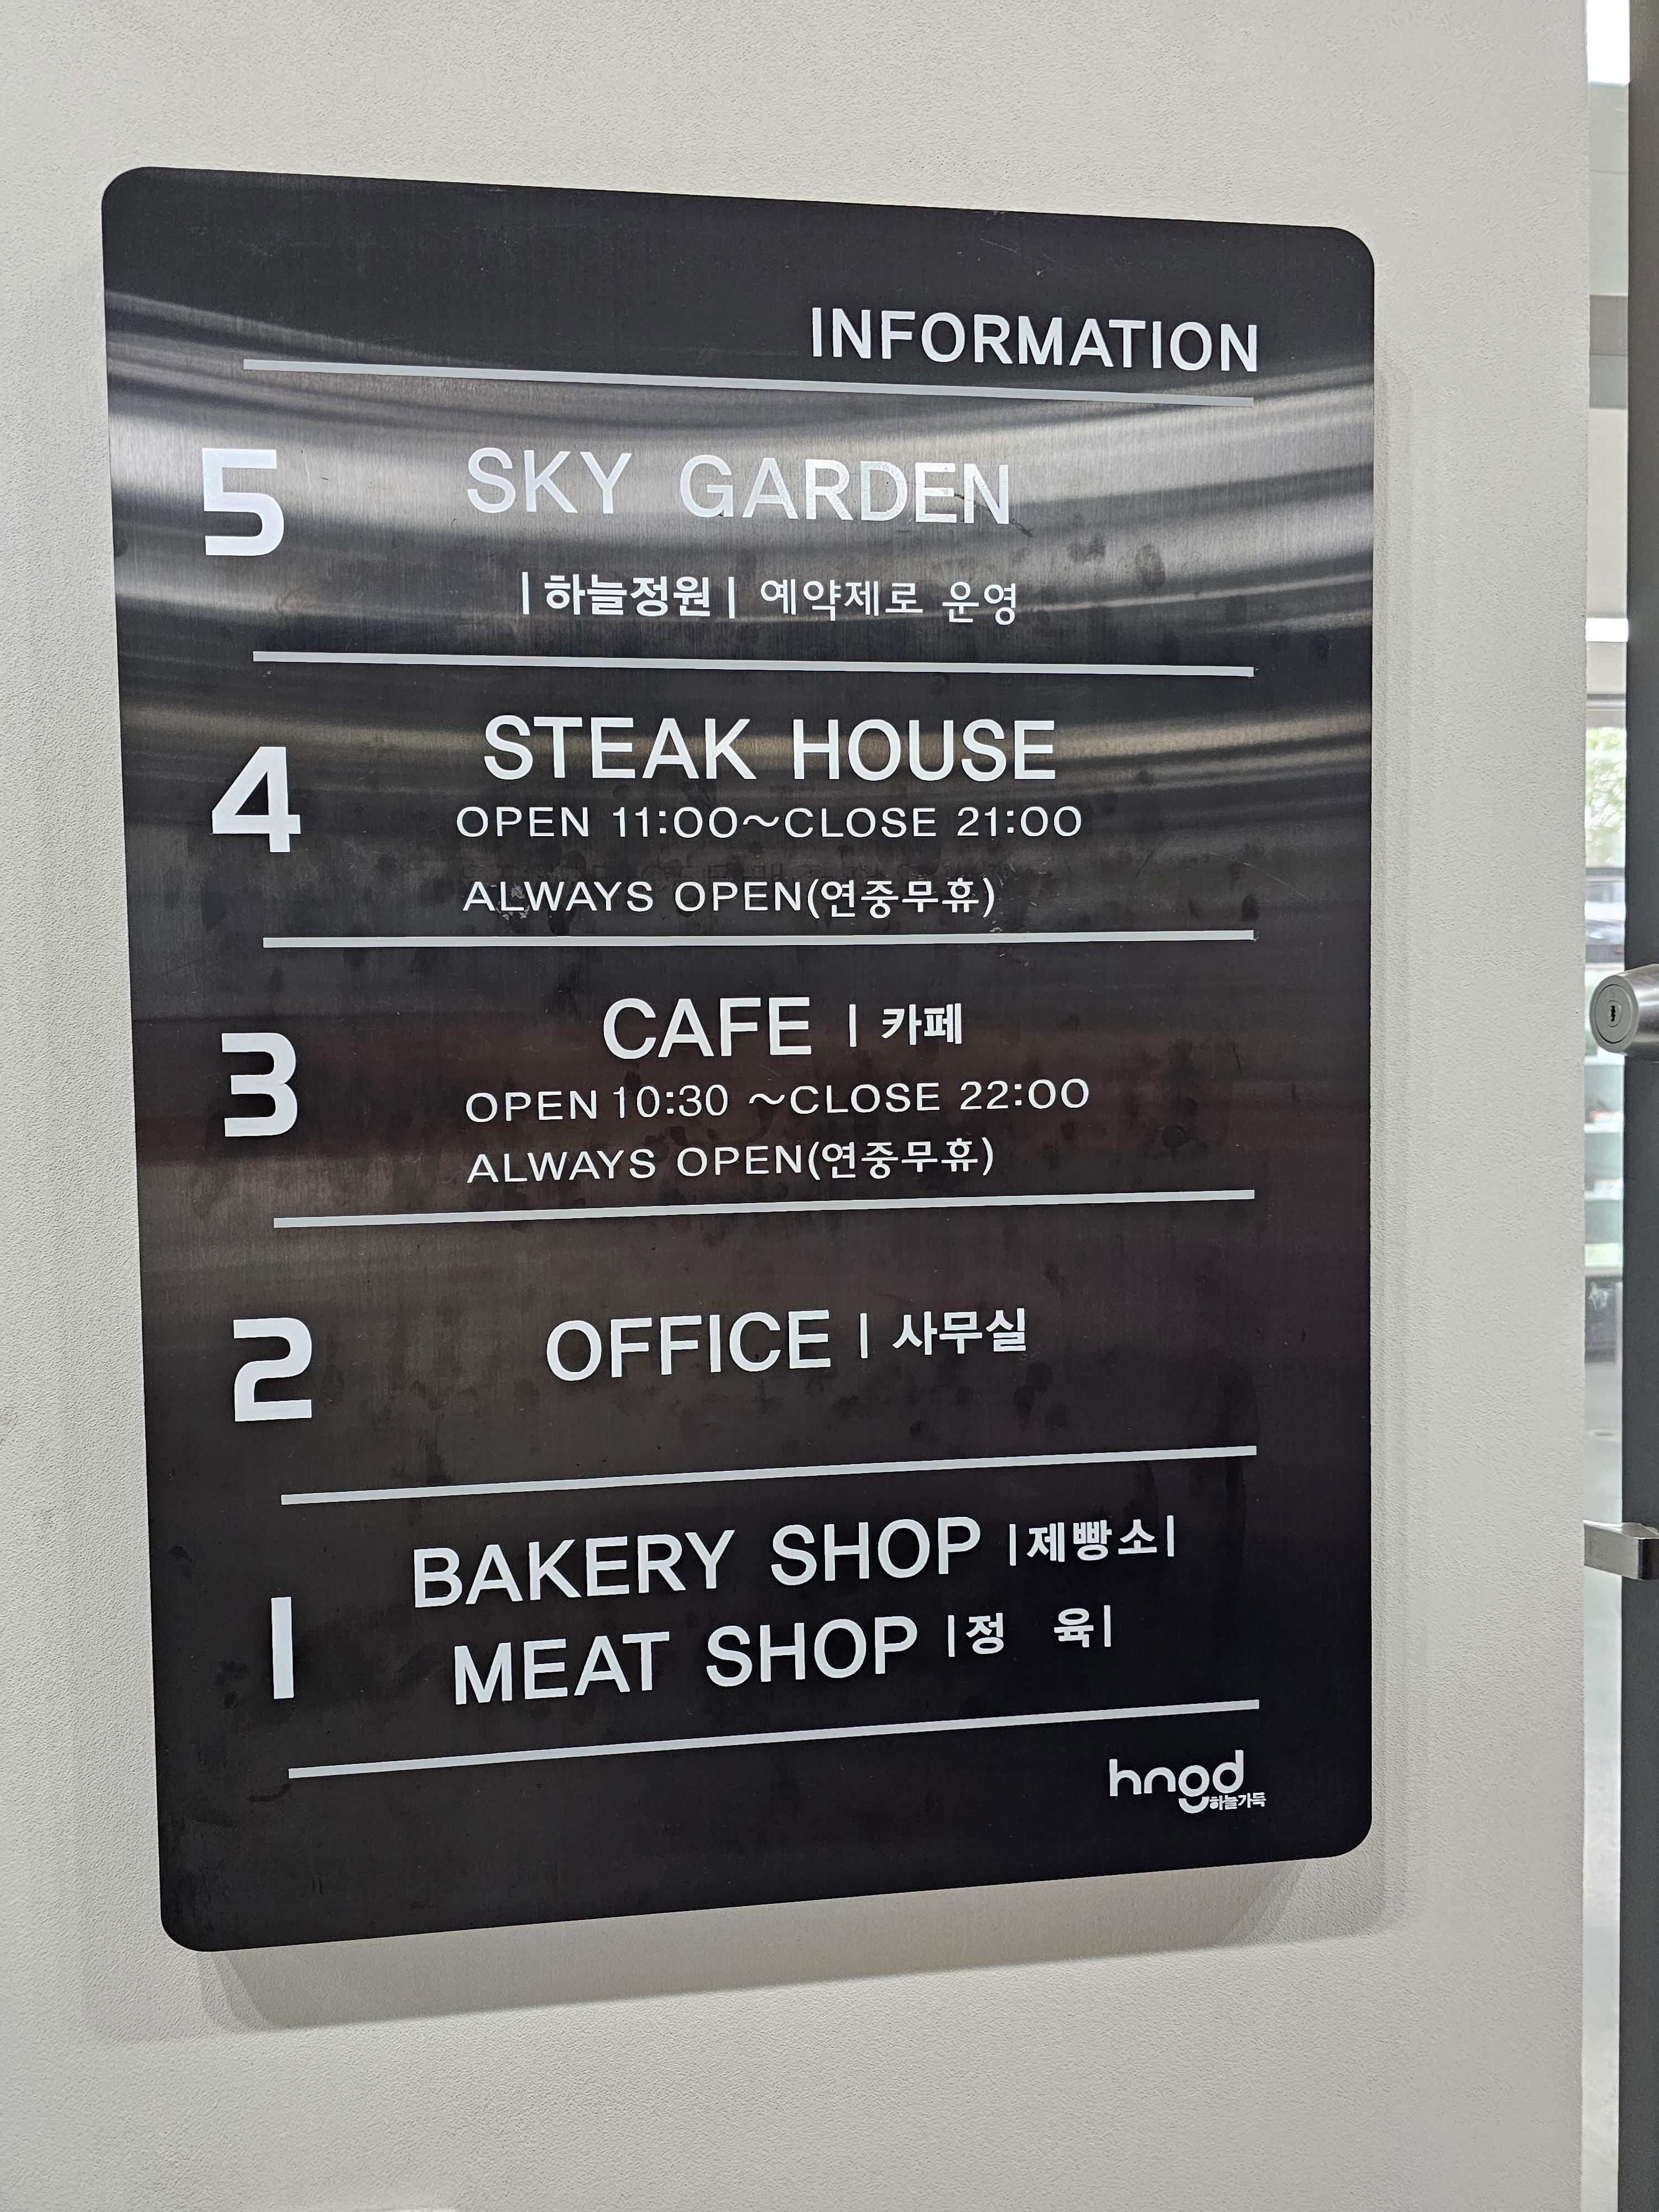 INFORMATION
5 SKY GARDEN
|하늘정원| 예약제로 운영
4 STEAK HOUSE
OPEN 11:00~CLOSE 21:00
ALWAYS OPEN(연중무휴)
3 CAFE | 카페
OPEN 10:30 ~CLOSE 22:00
ALWAYS OPEN(연중무휴)
2 OFFICE | 사무실
1 BAKERY SHOP |제빵소|
MEAT SHOP |정 육|
hngd
하늘가득